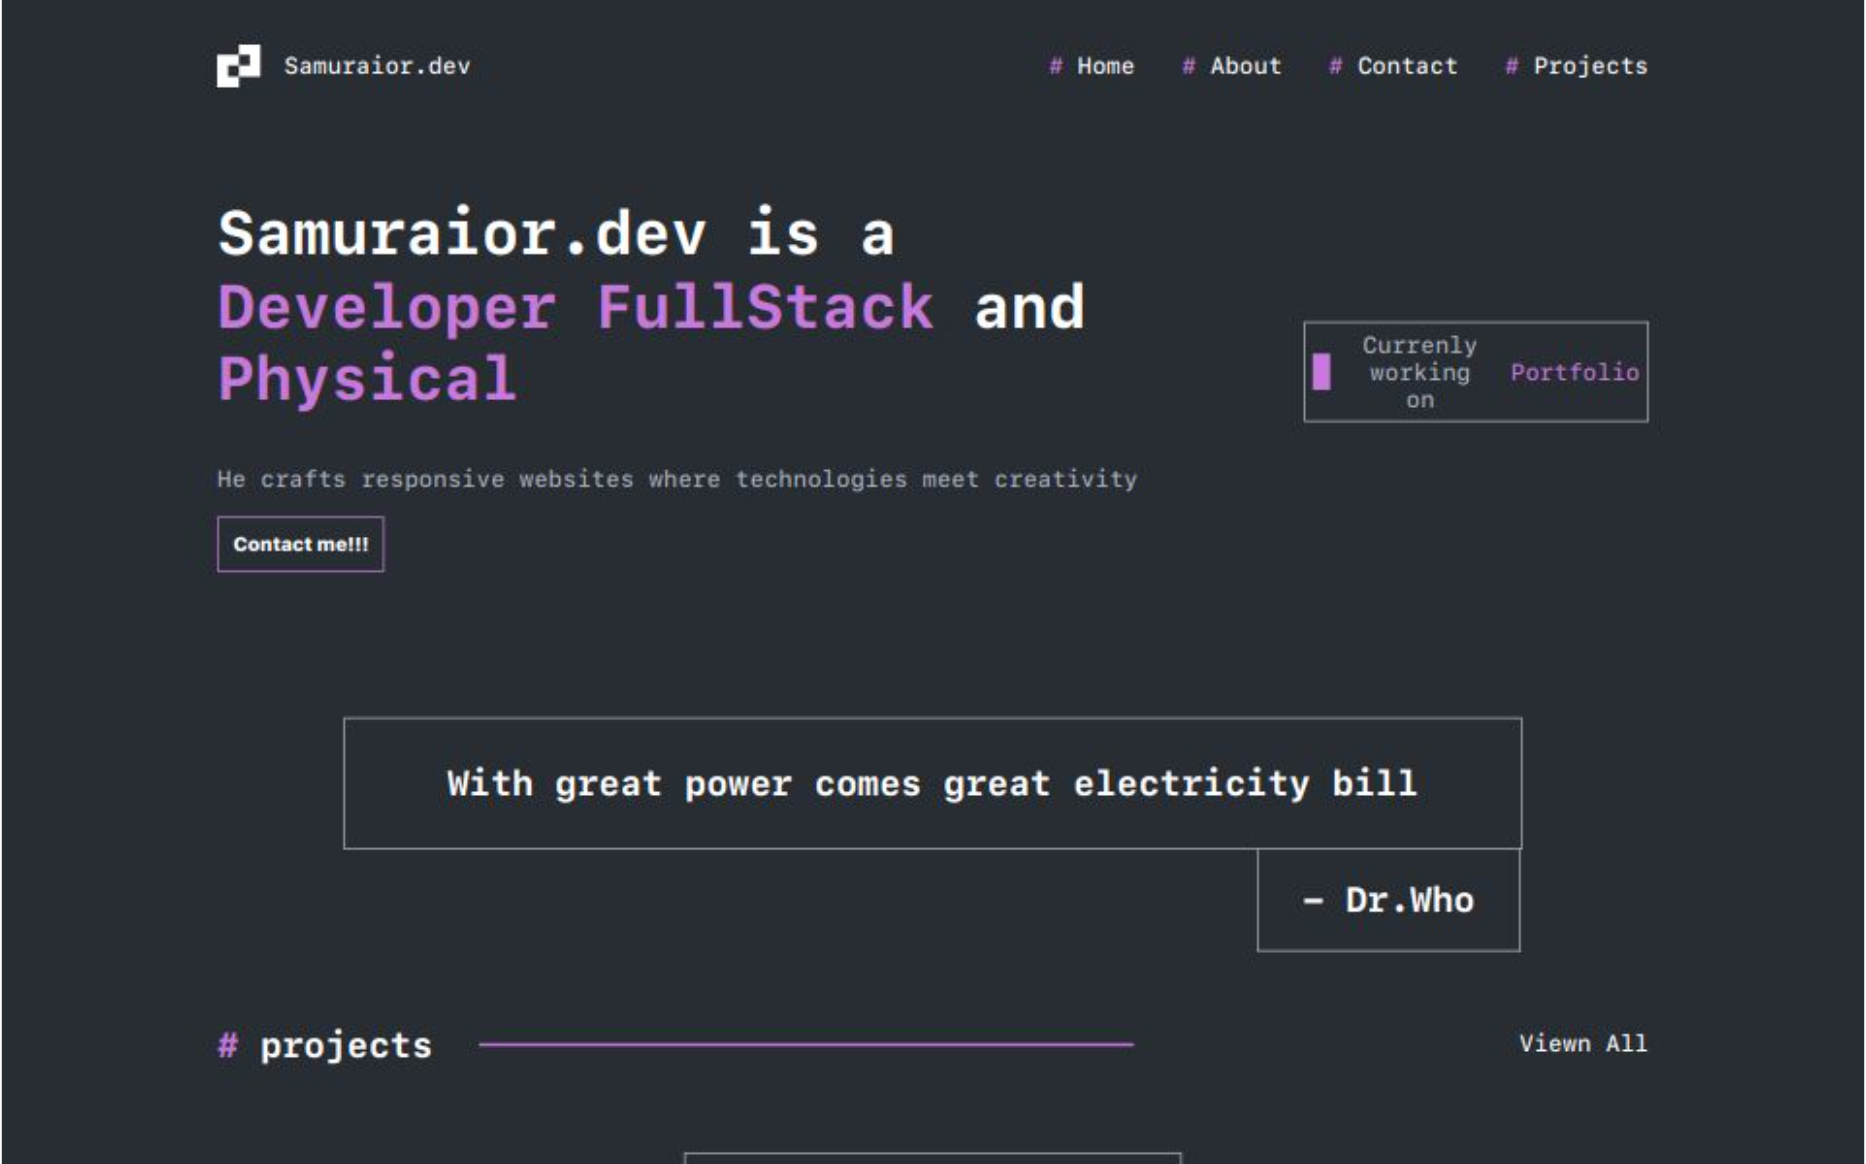 Samuraior.dev
# Home # About # Contact # Projects
Samuraior.dev is a
Developer FullStack and
Physical
Currenly
working
on
Portfolio
He crafts responsive websites where technologies meet creativity
Contact me!!!
With great power comes great electricity bill
- Dr.Who
# projects
Viewn All